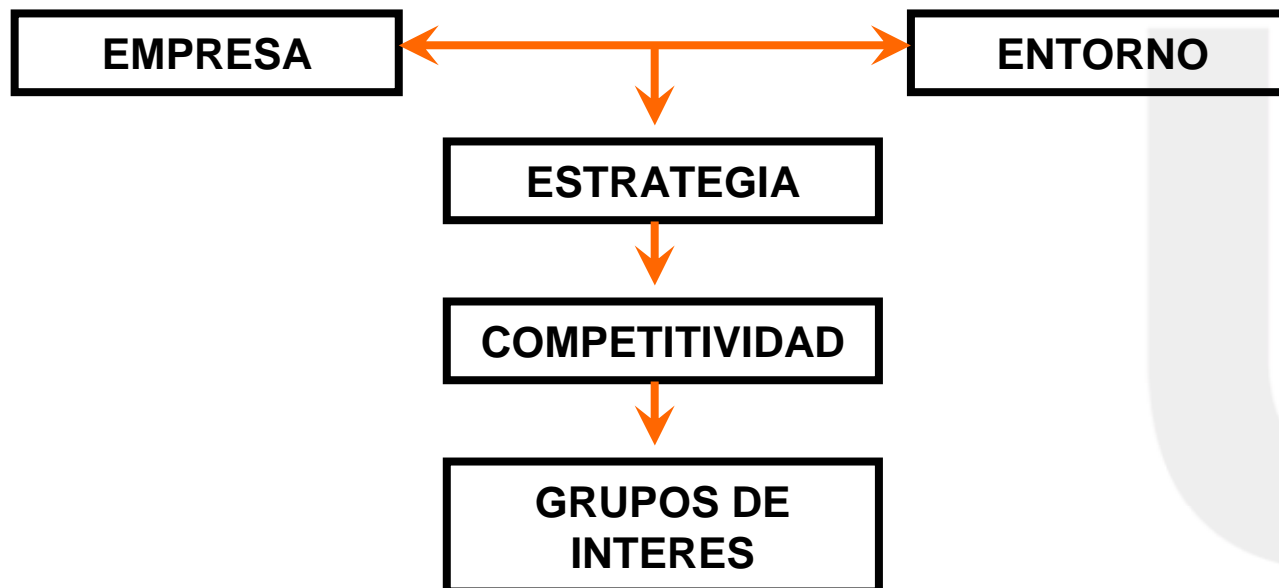 EMPRESA
ENTORNO
ESTRATEGIA
COMPETITIVIDAD
GRUPOS DE
INTERES